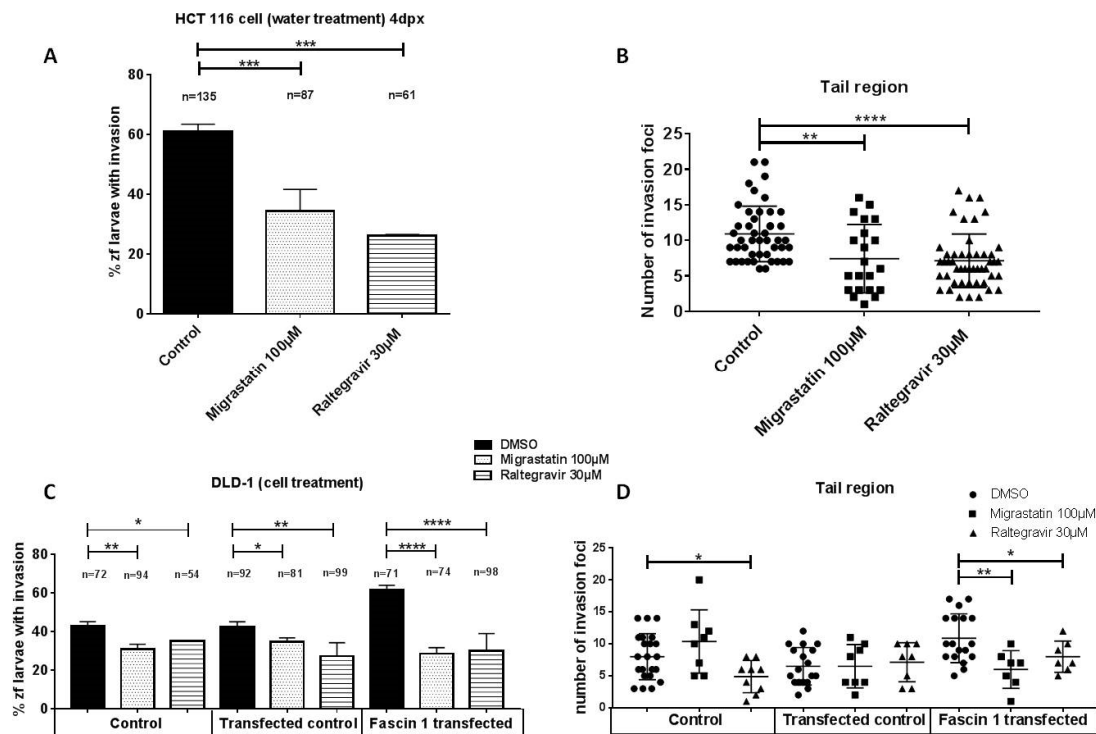 HCT 116 cell (water treatment) 4dpx
A
***
***
n=135 n=87 n=61
% zf larvae with invasion
80
60
40
20
0
Control
Migrastatin 100µM
Raltegravir 30µM
B
Tail region
****
**
Number of invasion foci
25
20
15
10
5
0
Control
Migrastatin 100µM
Raltegravir 30µM
DMSO
Migrastatin 100µM
Raltegravir 30µM
C
DLD-1 (cell treatment)
* ** ****
** * ****
n=72 n=94 n=54 n=92 n=81 n=99 n=71 n=74 n=98
% zf larvae with invasion
80
60
40
20
0
Control Transfected control Fascin 1 transfected
D
Tail region
DMSO
Migrastatin 100µM
Raltegravir 30µM
* *
**
number of invasion foci
25
20
15
10
5
0
Control Transfected control Fascin 1 transfected